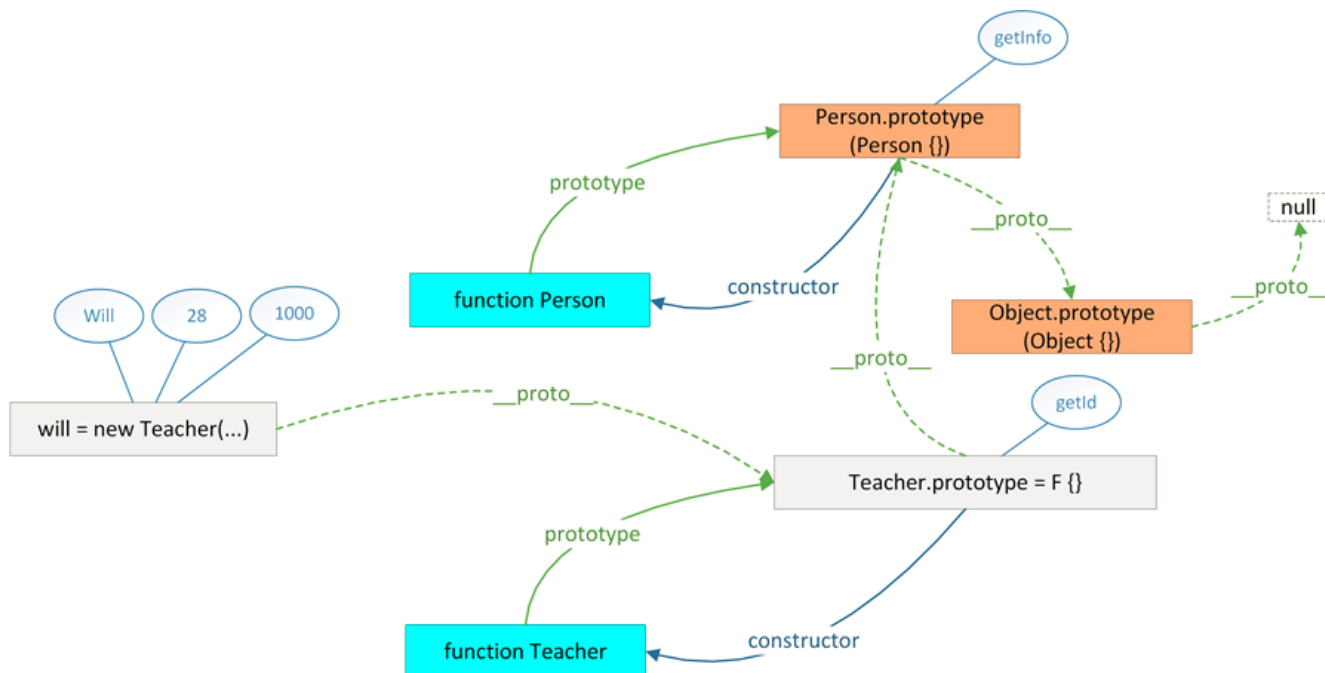 getInfo
Person.prototype
(Person {})
prototype
__proto__
null
function Person
constructor
__proto__
Will
28
1000
Object.prototype
(Object {})
__proto__
__proto__
getId
will = new Teacher(...)
Teacher.prototype = F {}
prototype
function Teacher
constructor